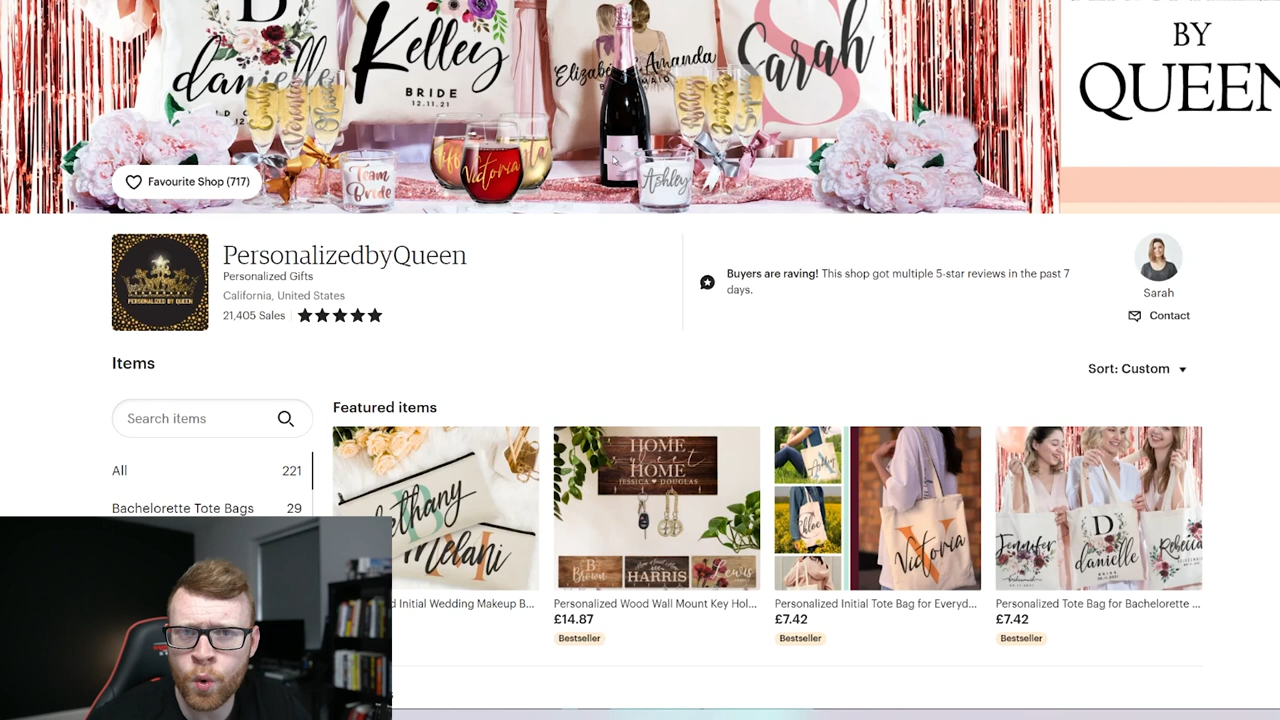 BY
QUEEN
B
danielle
Kelley
BRIDE
12.11.21
Elizabeth & Amanda
S
Sarah
Team
Bride
Victoria
Ashley
Favourite Shop (717)
PERSONALIZED BY QUEEN
PersonalizedbyQueen
Personalized Gifts
California, United States
21,405 Sales
Buyers are raving! This shop got multiple 5-star reviews in the past 7
days.
Sarah
Contact
Items
Sort: Custom
Search items
Featured items
All 221
Bachelorette Tote Bags 29
Melani
HOME
sweet
HOME
JESSICA ♥ DOUGLAS
Brown
HARRIS
Lewis
Chloe
V
Victoria
Jennifer
D
danielle
Rebecca
d Initial Wedding Makeup B...
Personalized Wood Wall Mount Key Hol...
£14.87
Bestseller
Personalized Initial Tote Bag for Everyd...
£7.42
Bestseller
Personalized Tote Bag for Bachelorette ...
£7.42
Bestseller